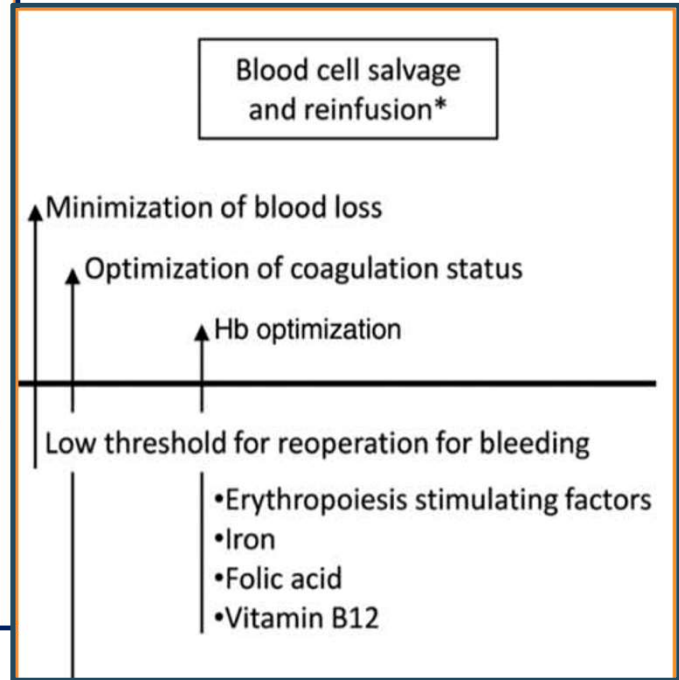 Blood cell salvage
and reinfusion*
Minimization of blood loss
Optimization of coagulation status
Hb optimization
Low threshold for reoperation for bleeding
•Erythropoiesis stimulating factors
•Iron
•Folic acid
•Vitamin B12